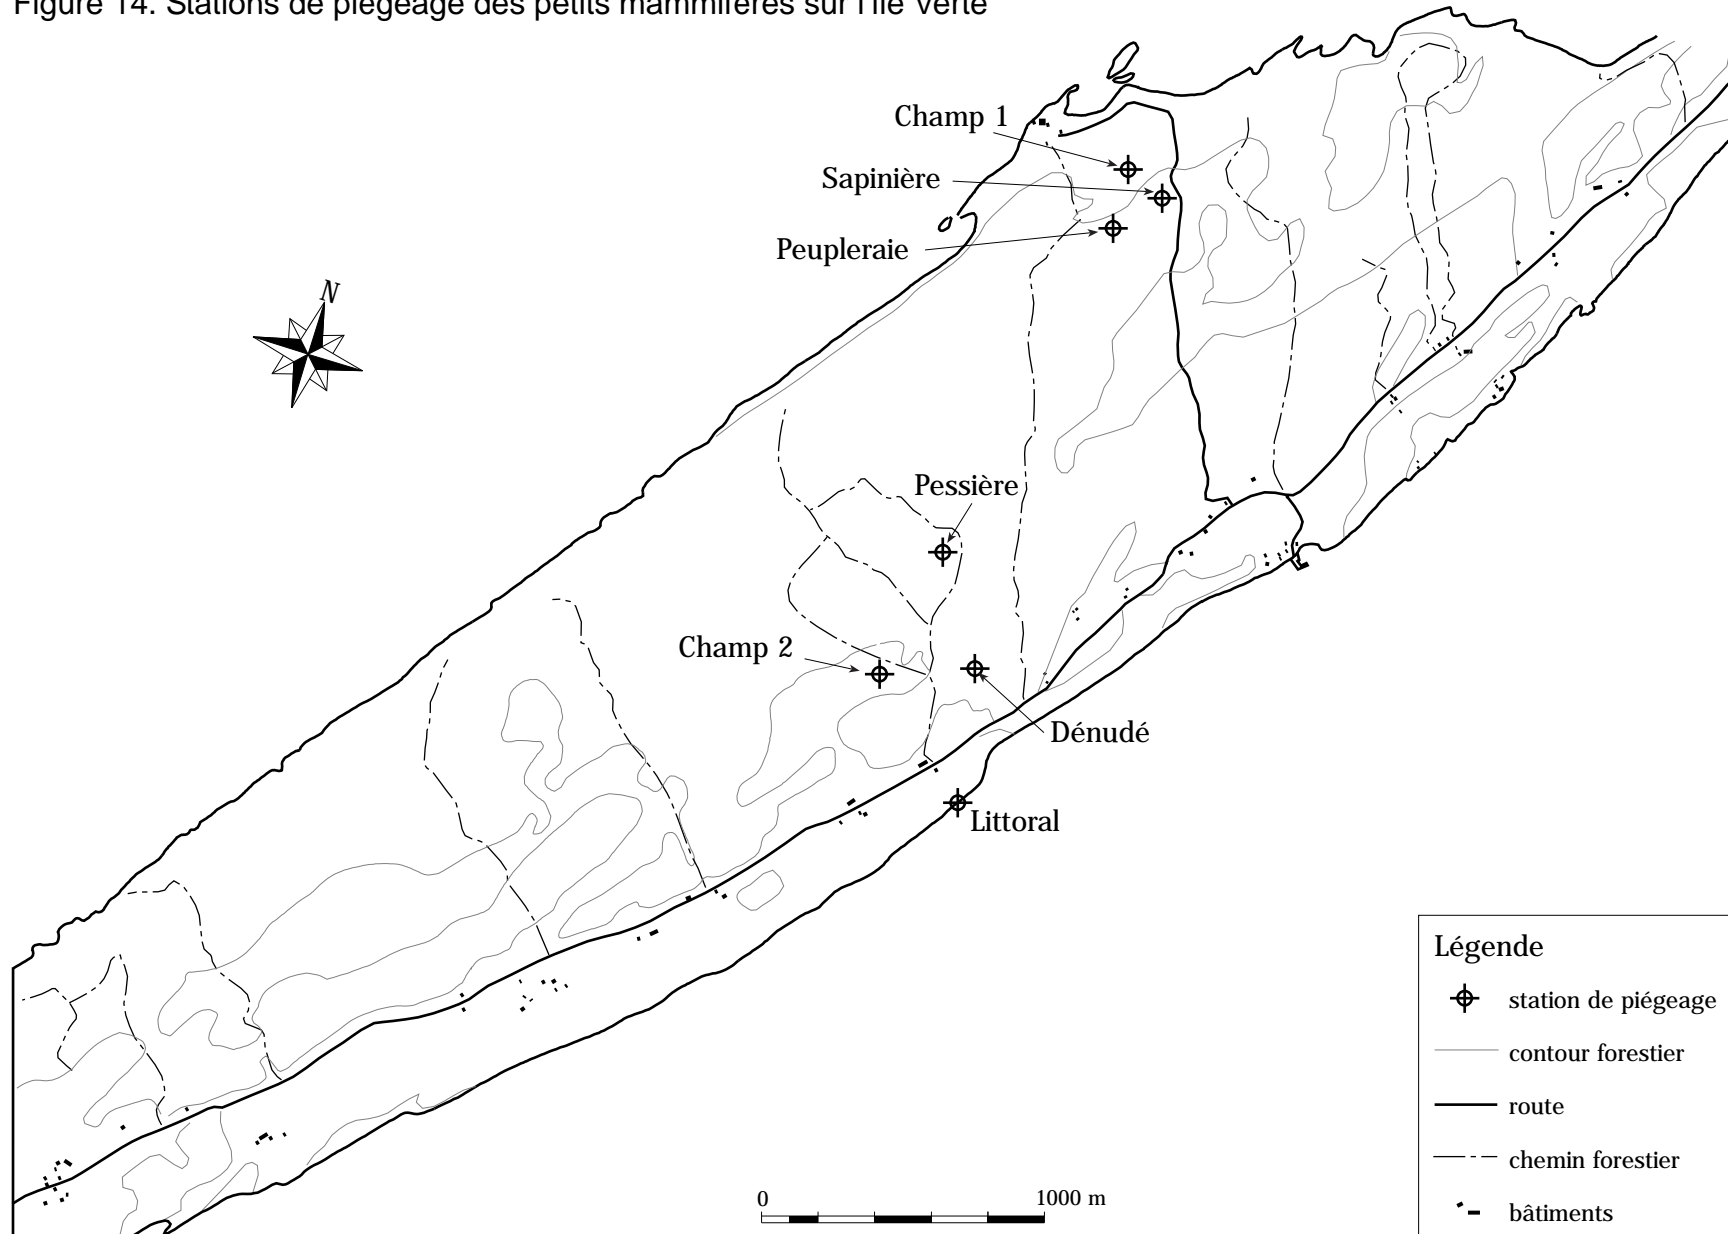 Figure 14. Stations de piégeage des petits mammifères sur l'île Verte
Champ 1
Sapinière
Peupleraie
N
Pessière
Champ 2
Dénudé
Littoral
Légende
station de piégeage
contour forestier
route
chemin forestier
bâtiments
0 1000 m